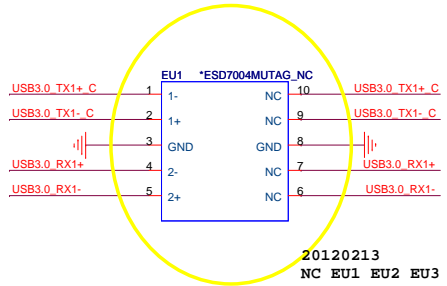 EU1 *ESD7004MUTAG_NC
USB3.0_TX1+_C 1 1- NC 10 USB3.0_TX1+_C
USB3.0_TX1-_C 2 1+ NC 9 USB3.0_TX1-_C
3 GND GND 8
USB3.0_RX1+ 4 2- NC 7 USB3.0_RX1+
USB3.0_RX1- 5 2+ NC 6 USB3.0_RX1-
20120213
NC EU1 EU2 EU3